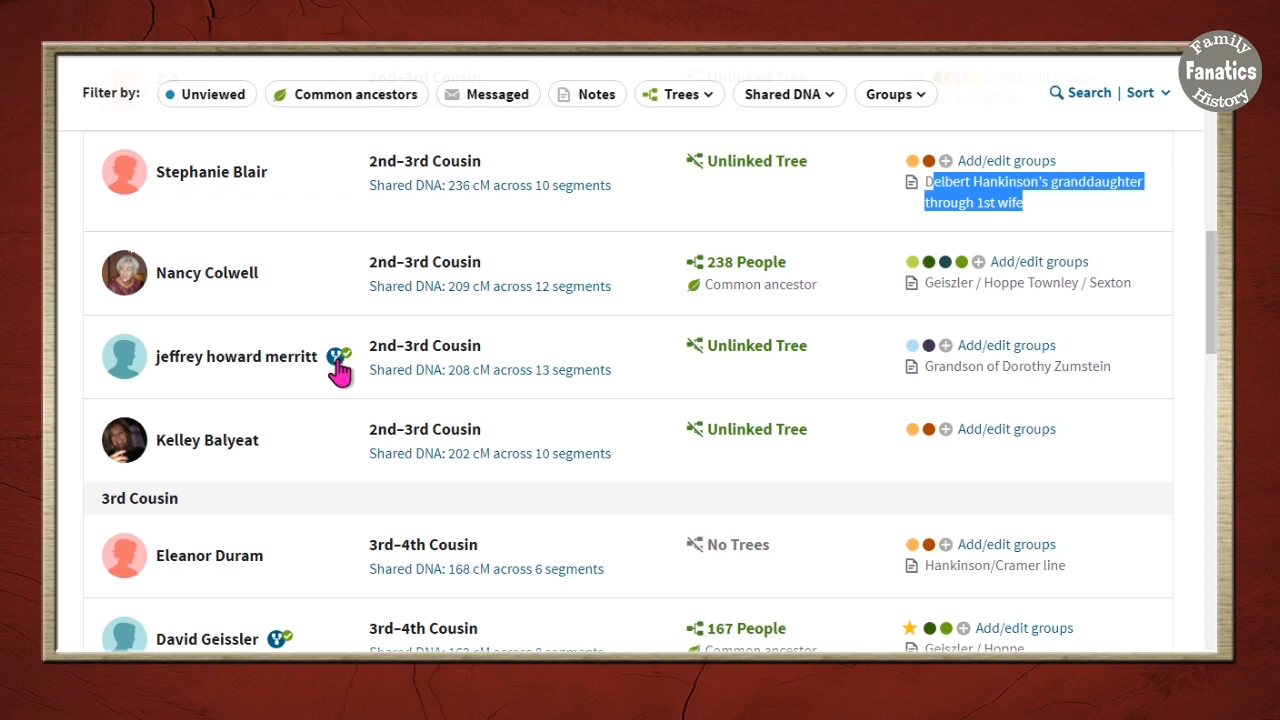 Family
Fanatics
History
Filter by:
Unviewed
Common ancestors
Messaged
Notes
Trees
Shared DNA
Groups
Search | Sort
Stephanie Blair
2nd–3rd Cousin
Shared DNA: 236 cM across 10 segments
Unlinked Tree
Add/edit groups
Delbert Hankinson's granddaughter
through 1st wife
Nancy Colwell
2nd–3rd Cousin
Shared DNA: 209 cM across 12 segments
238 People
Common ancestor
Add/edit groups
Geiszler / Hoppe Townley / Sexton
jeffrey howard merritt
2nd–3rd Cousin
Shared DNA: 208 cM across 13 segments
Unlinked Tree
Add/edit groups
Grandson of Dorothy Zumstein
Kelley Balyeat
2nd–3rd Cousin
Shared DNA: 202 cM across 10 segments
Unlinked Tree
Add/edit groups
3rd Cousin
Eleanor Duram
3rd–4th Cousin
Shared DNA: 168 cM across 6 segments
No Trees
Add/edit groups
Hankinson/Cramer line
David Geissler
3rd–4th Cousin
167 People
Common ancestor
Add/edit groups
Geiszler / Hoppe